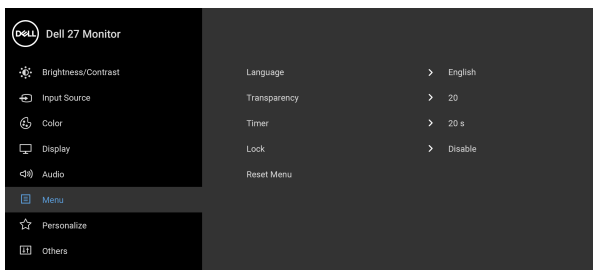 DELL Dell 27 Monitor
Brightness/Contrast
Input Source
Color
Display
Audio
Menu
Personalize
Others
Language > English
Transparency > 20
Timer > 20 s
Lock > Disable
Reset Menu